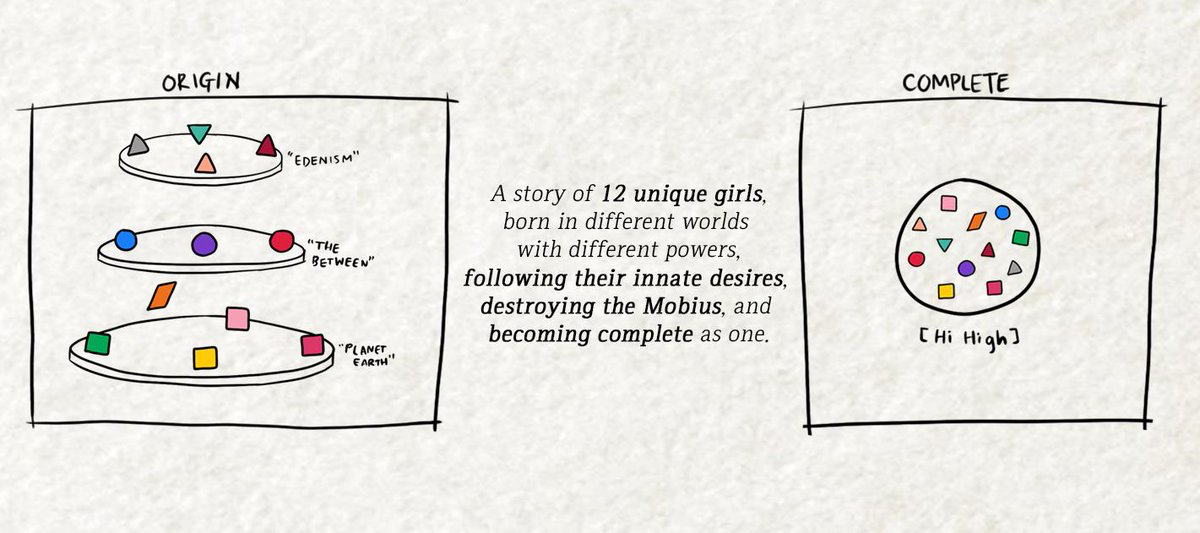 ORIGIN
"EDENISM"
"THE
BETWEEN"
"PLANET
EARTH"
A story of 12 unique girls,
born in different worlds
with different powers,
following their innate desires,
destroying the Mobius, and
becoming complete as one.
COMPLETE
[Hi High]